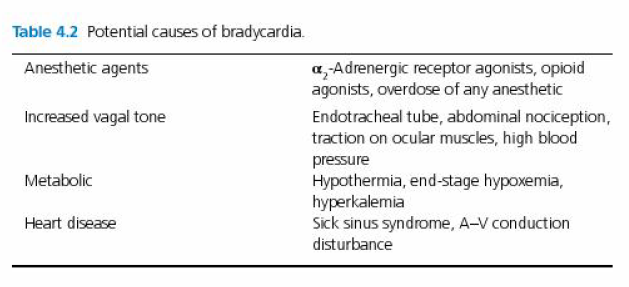 Table 4.2 Potential causes of bradycardia.
Anesthetic agents α₂-Adrenergic receptor agonists, opioid
agonists, overdose of any anesthetic
Increased vagal tone Endotracheal tube, abdominal nociception,
traction on ocular muscles, high blood
pressure
Metabolic Hypothermia, end-stage hypoxemia,
hyperkalemia
Heart disease Sick sinus syndrome, A–V conduction
disturbance